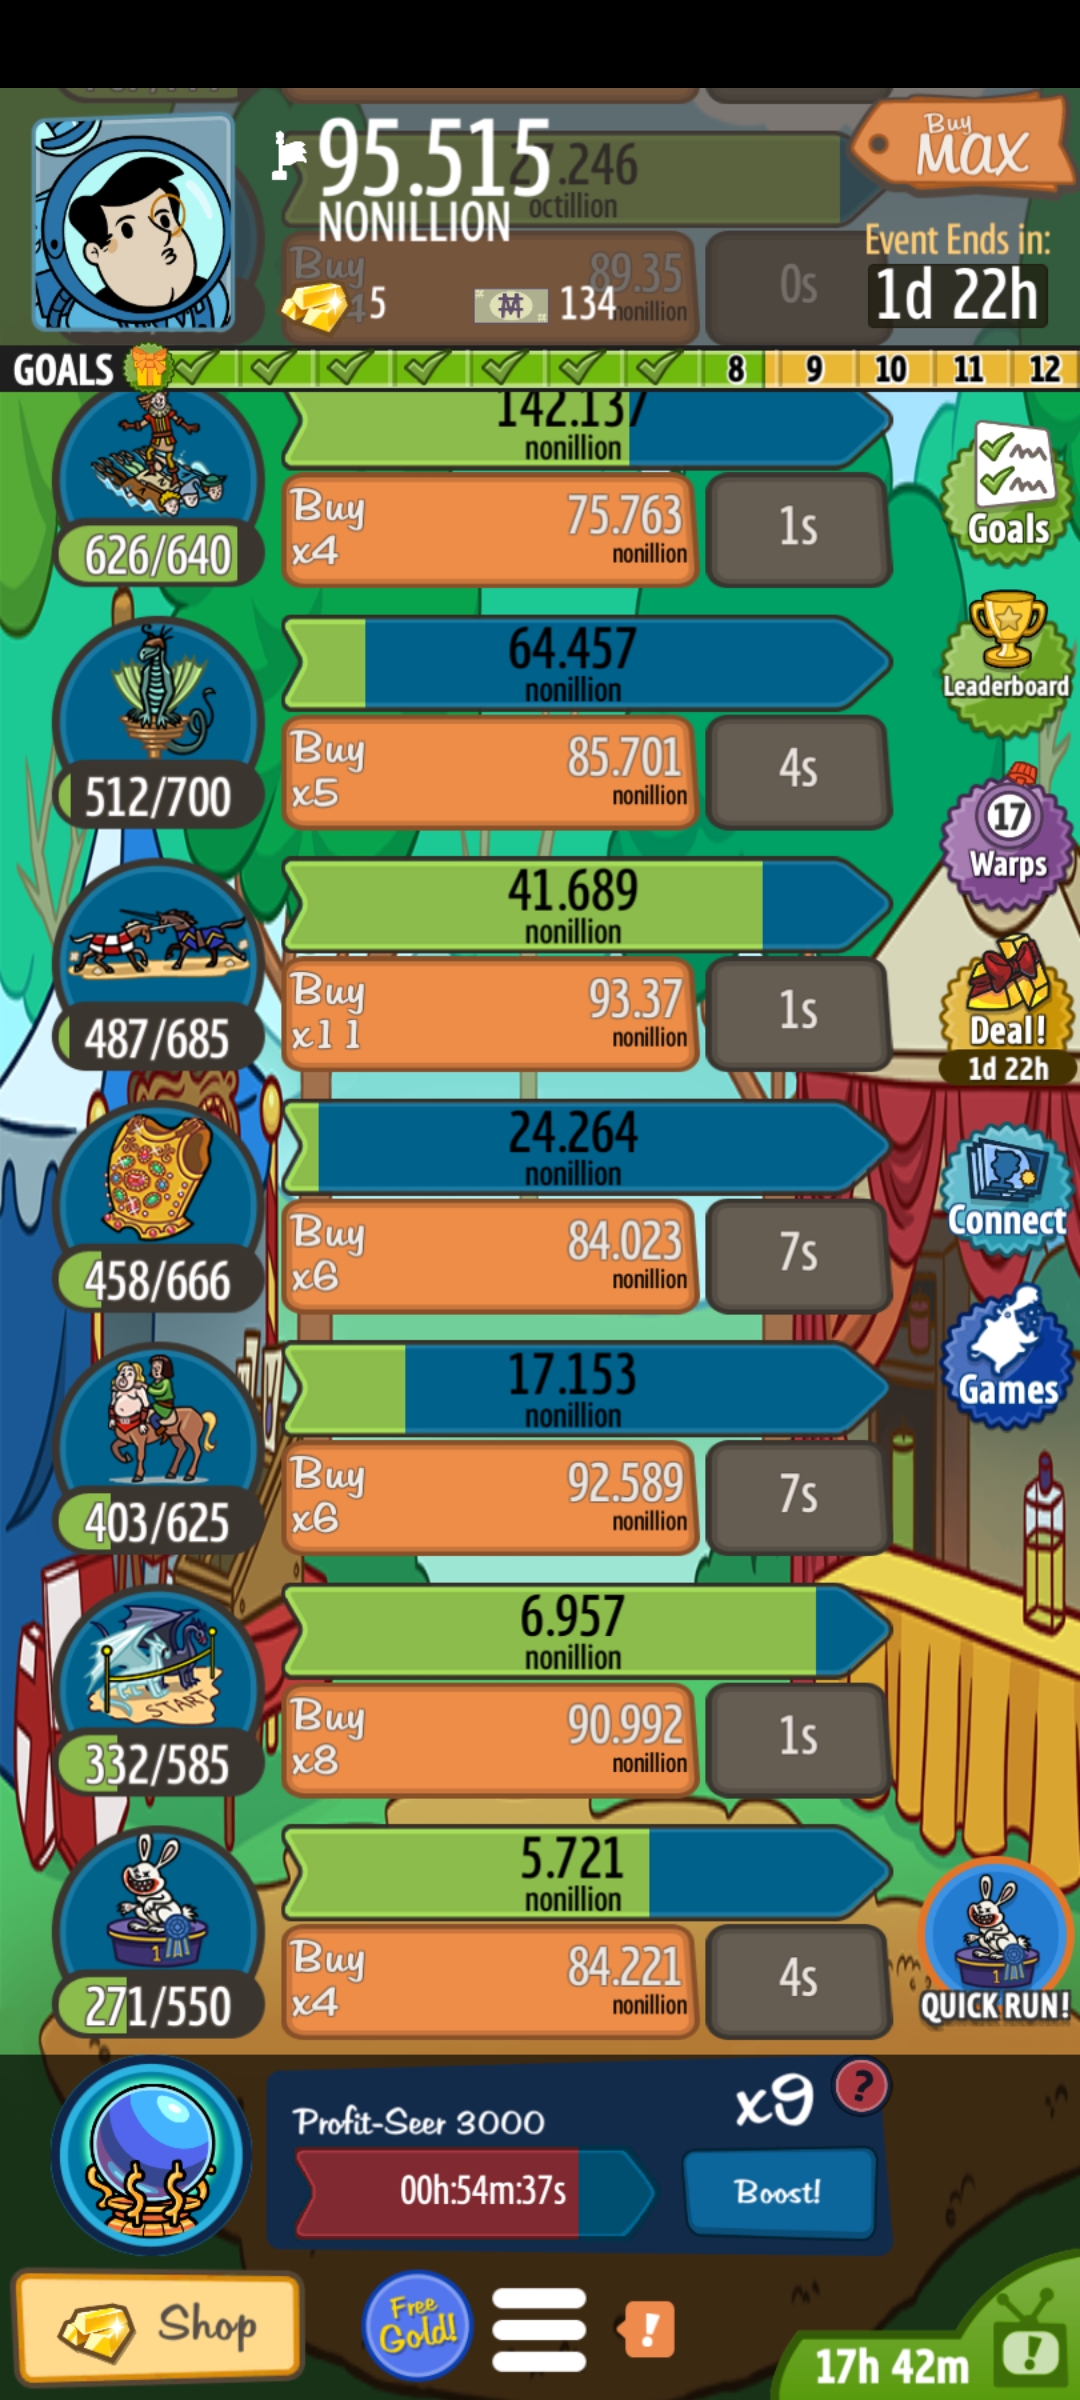 95.515
NONILLION
27.246
octillion
Buy
89.35
nonillion
0s
5
134
Buy
MAX
Event Ends in:
1d 22h
GOALS
8 9 10 11 12
142.137
nonillion
626/640
Buy
x4
75.763
nonillion
1s
Goals
64.457
nonillion
512/700
Buy
x5
85.701
nonillion
4s
Leaderboard
17
Warps
41.689
nonillion
487/685
Buy
x11
93.37
nonillion
1s
Deal!
1d 22h
24.264
nonillion
458/666
Buy
x6
84.023
nonillion
7s
Connect
17.153
nonillion
403/625
Buy
x6
92.589
nonillion
7s
Games
START
6.957
nonillion
332/585
Buy
x8
90.992
nonillion
1s
1
5.721
nonillion
271/550
Buy
x4
84.221
nonillion
4s
1
QUICK RUN!
Profit-Seer 3000
x9
?
00h:54m:37s
Boost!
Shop
Free
Gold!
!
17h 42m
!